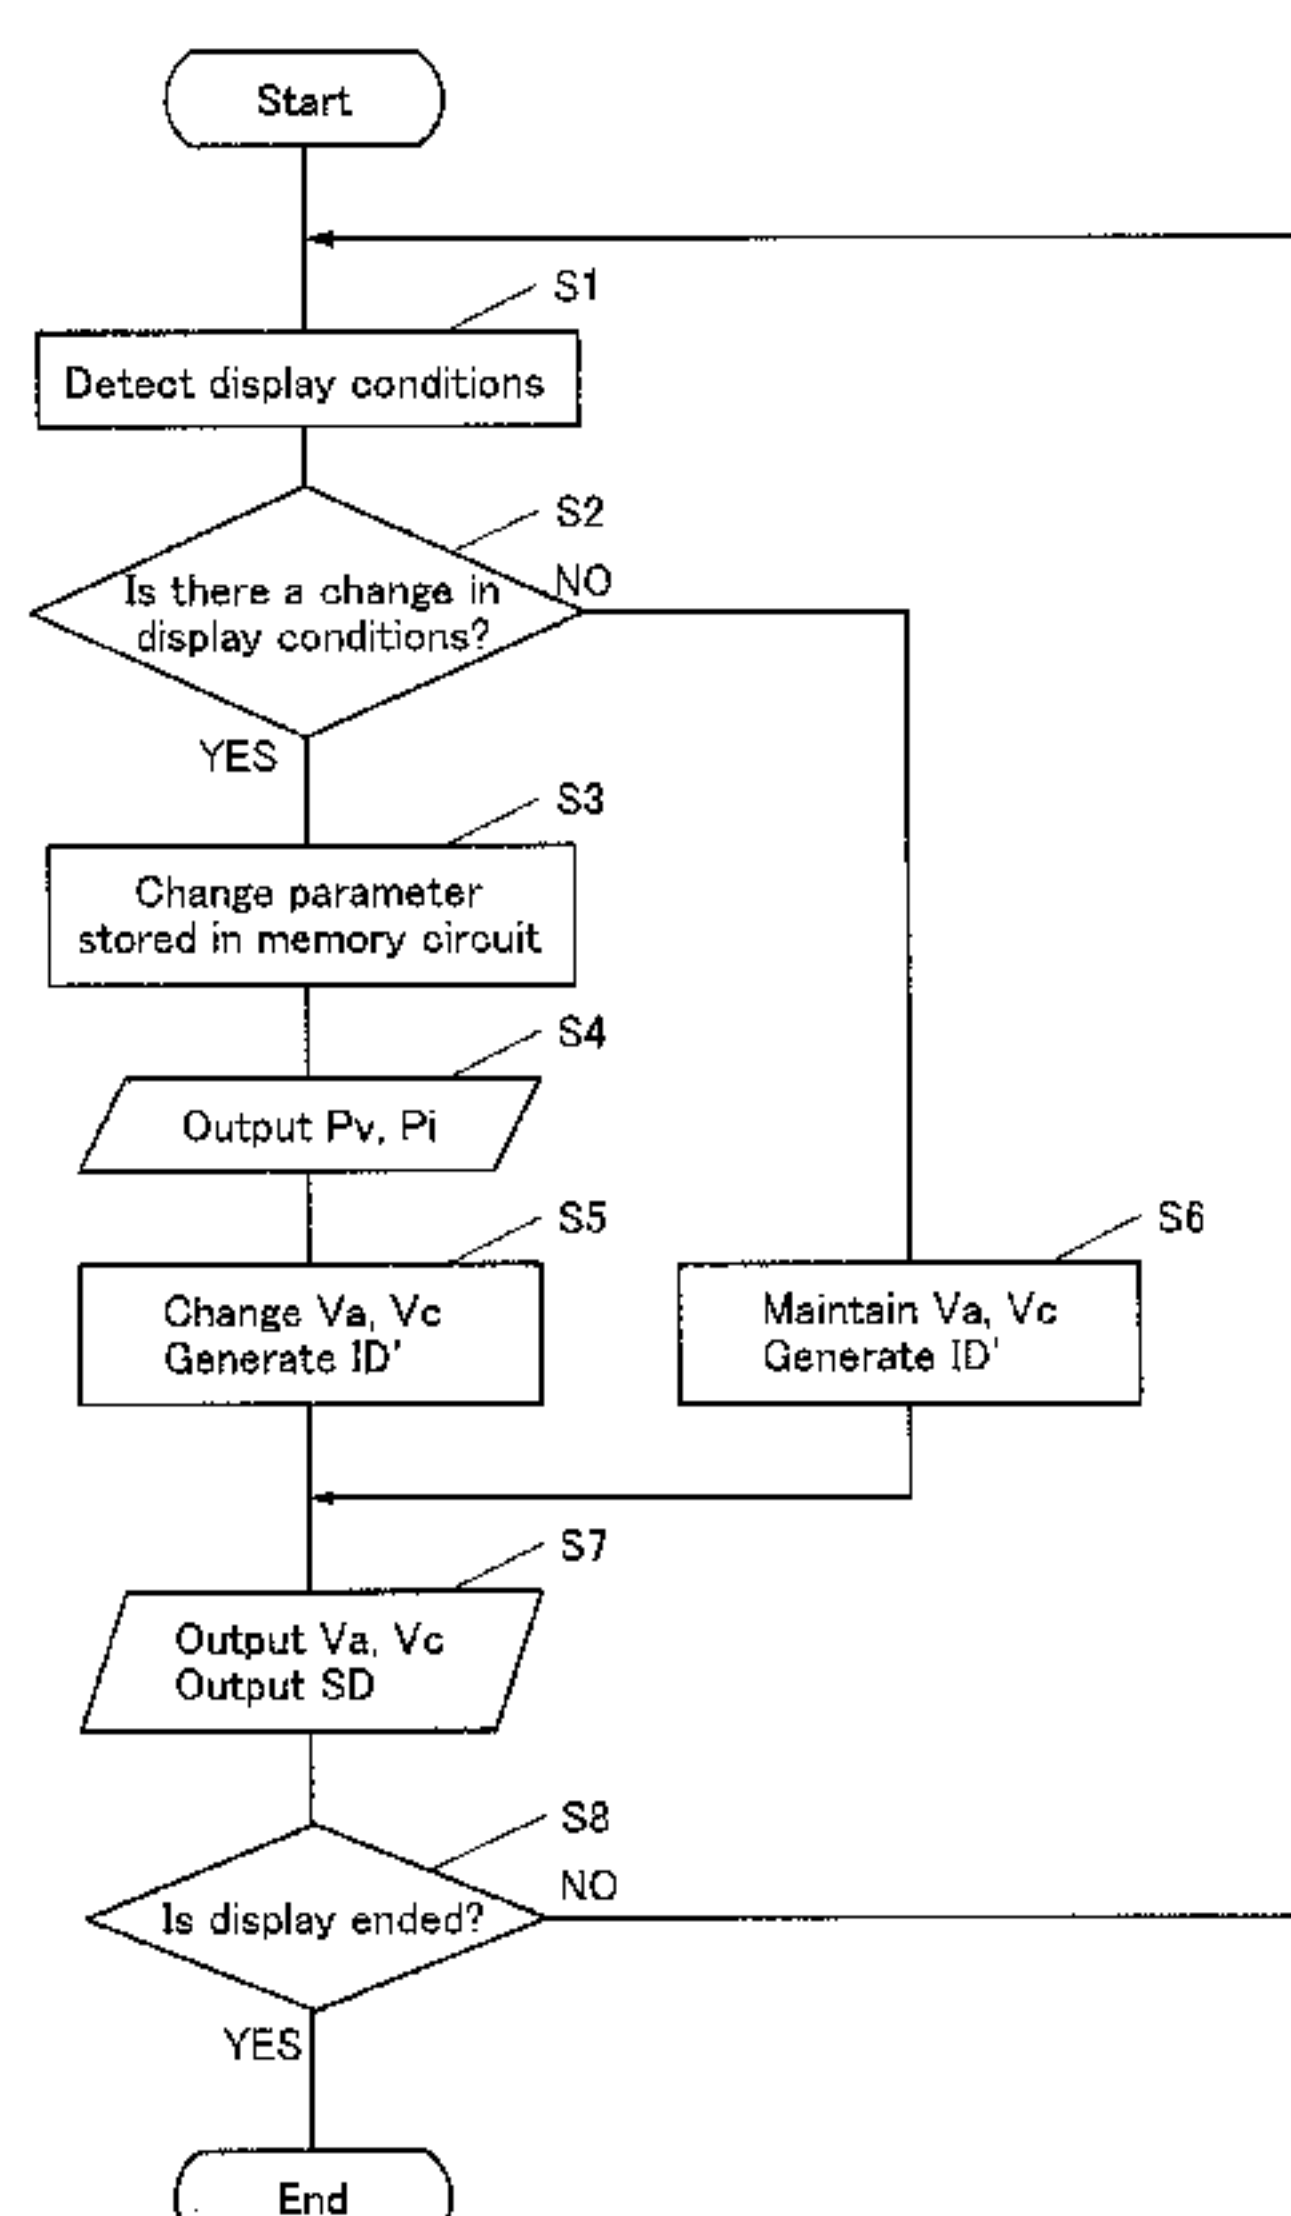 Start
S1
Detect display conditions
S2
NO
Is there a change in
display conditions?
YES
S3
Change parameter
stored in memory circuit
S4
Output Pv, Pi
S5
Change Va, Vc
Generate ID'
S6
Maintain Va, Vc
Generate ID'
S7
Output Va, Vc
Output SD
S8
NO
Is display ended?
YES
End